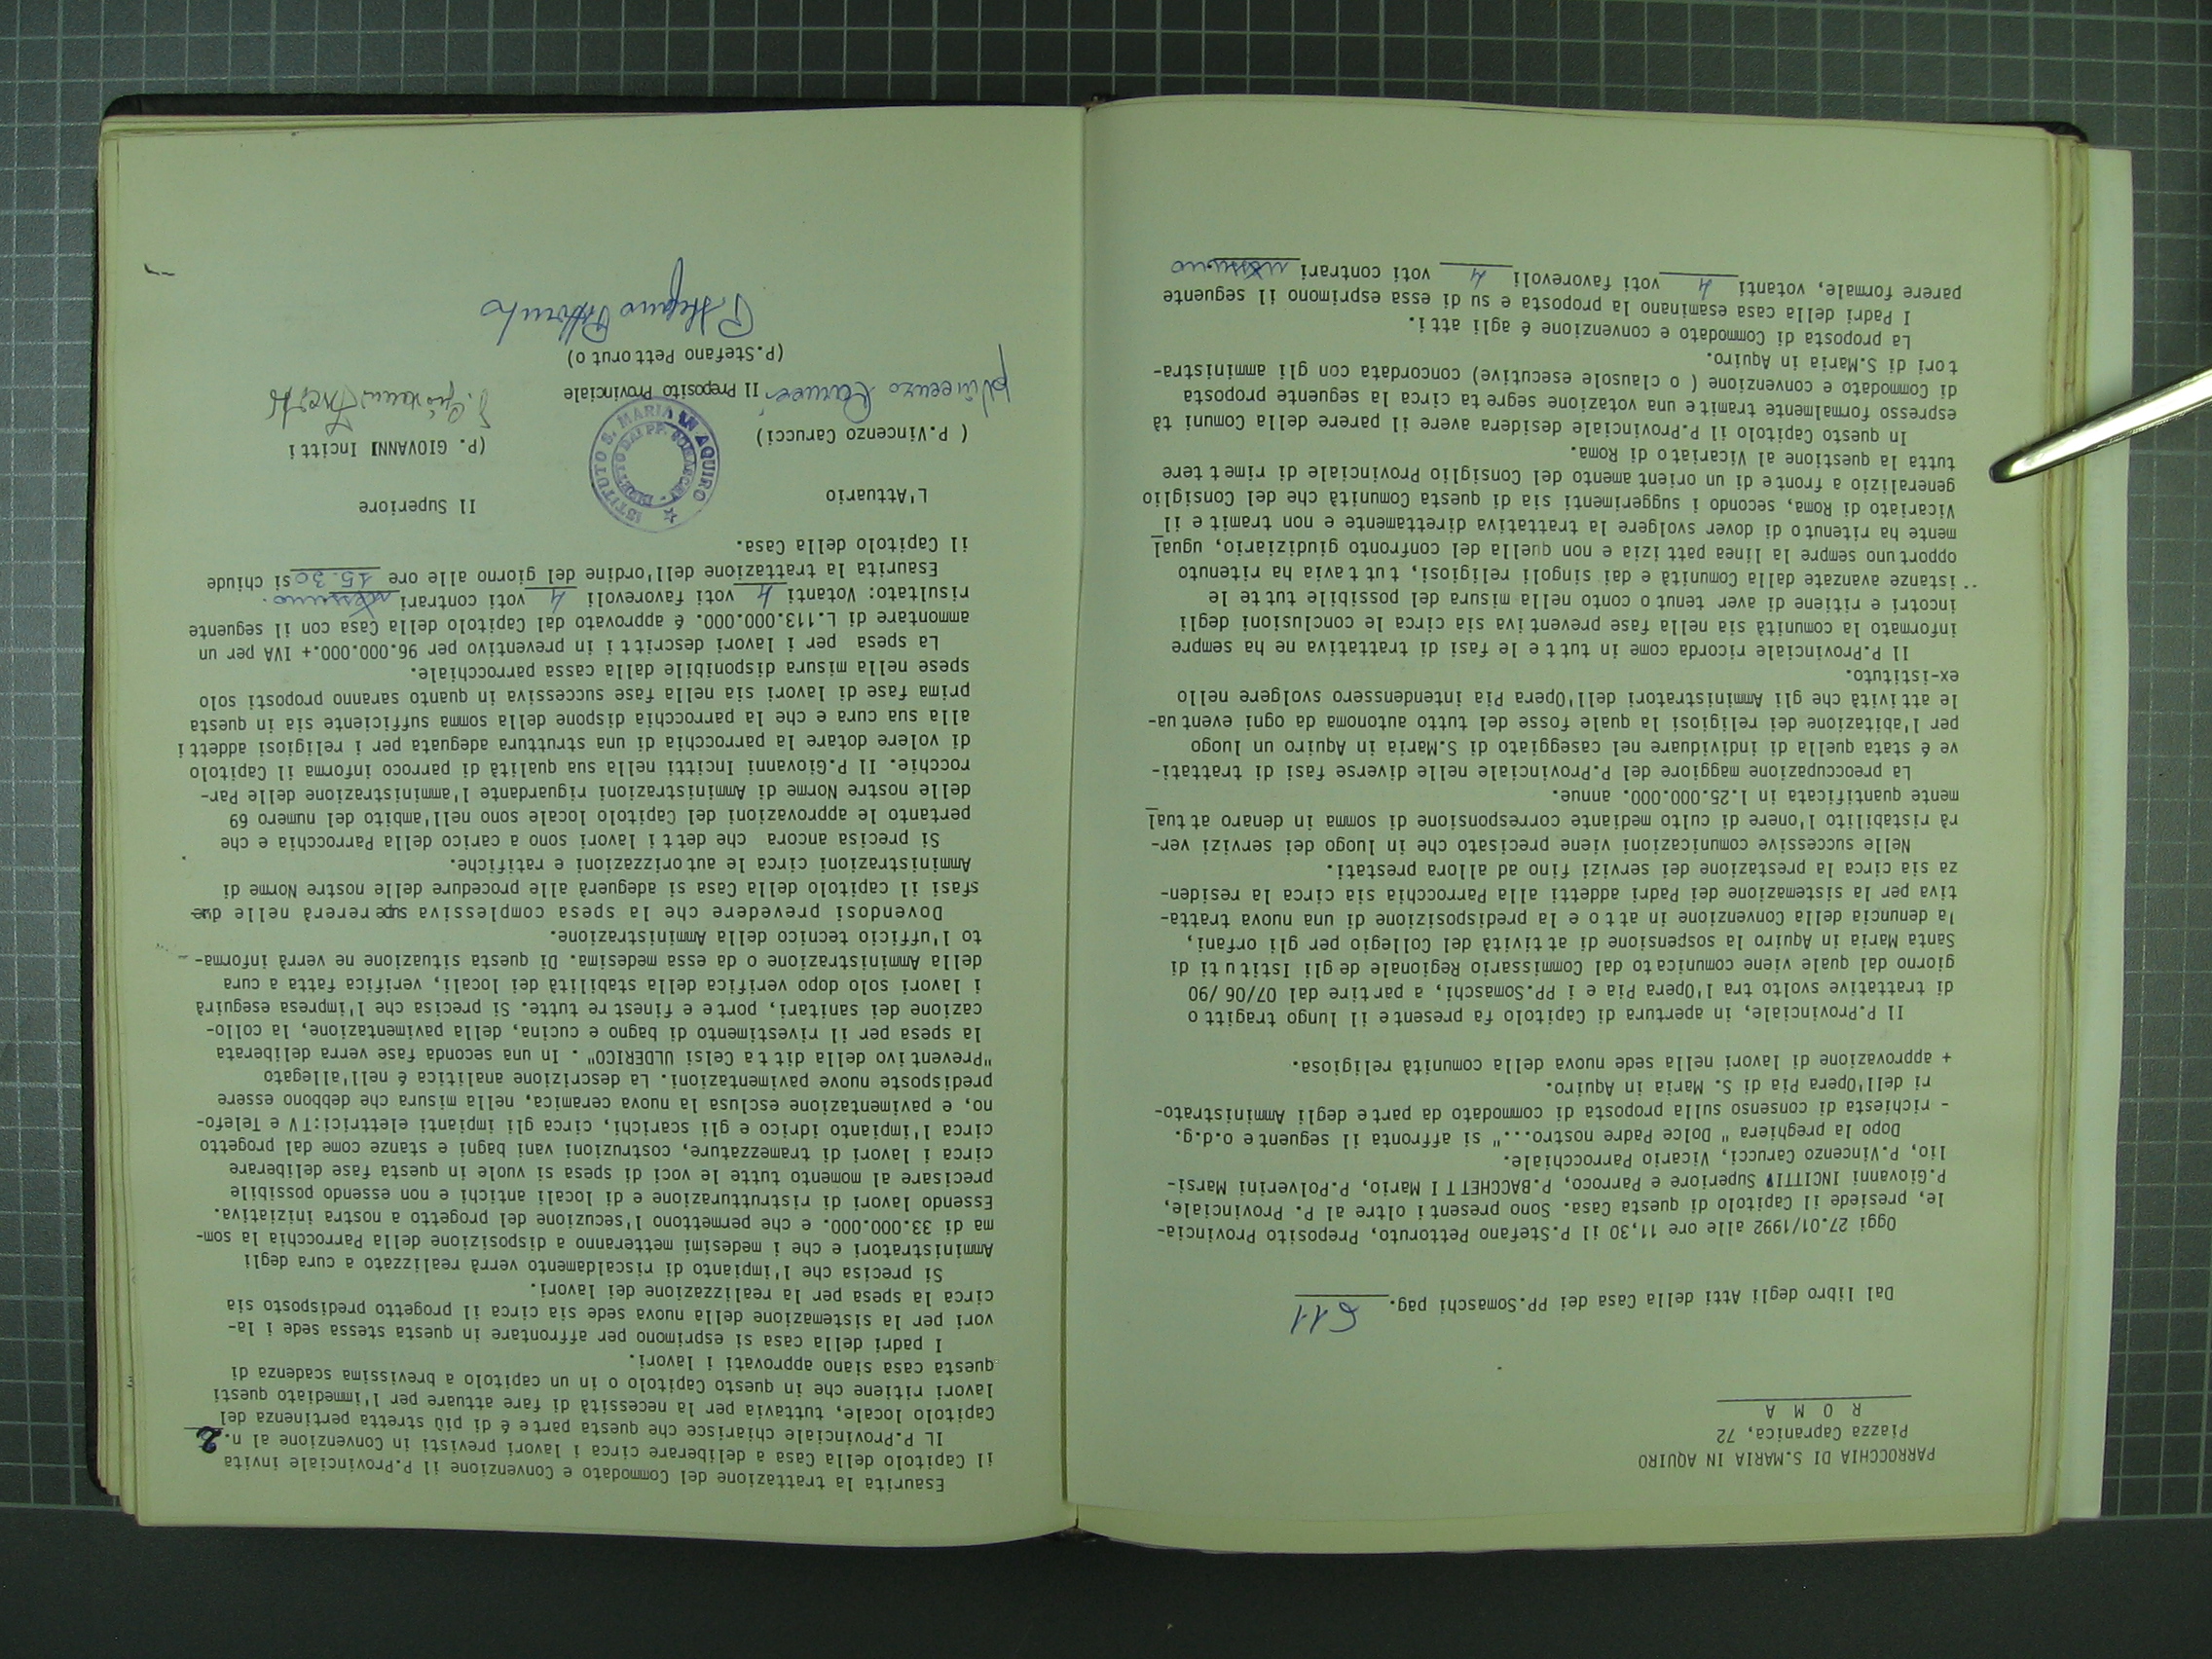 PARROCCHIA DI S.MARIA IN AQUIRO
Piazza Capranica, 72
R O M A
Dal libro degli Atti della Casa dei PP.Somaschi pag. 611
Oggi 27.01/1992 alle ore 11,30 il P.Stefano Pettoruto, Preposito Provincia-
le, presiede il Capitolo di questa Casa. Sono presenti oltre al P. Provinciale,
P.Giovanni INCITTI, Superiore e Parroco, P.BACCHETTI Mario, P.Polverini Marsi-
lio, P.Vincenzo Carucci, Vicario Parrocchiale.
Dopo la preghiera " Dolce Padre nostro..." si affronta il seguente o.d.g.
- richiesta di consenso sulla proposta di commodato da parte degli Amministrato-
ri dell'Opera Pia di S. Maria in Aquiro.
+ approvazione di lavori nella sede nuova della comunità religiosa.
Il P.Provinciale, in apertura di Capitolo fa presente il lungo tragitto
di trattative svolto tra l'Opera Pia e i PP.Somaschi, a partire dal 07/06 /90
giorno dal quale viene comunicato dal Commissario Regionale degli Istituti di
Santa Maria in Aquiro la sospensione di attività del Collegio per gli orfani,
la denuncia della Convenzione in atto e la predisposizione di una nuova tratta-
tiva per la sistemazione dei Padri addetti alla Parrocchia sia circa la residen-
za sia circa la prestazione dei servizi fino ad allora prestati.
Nelle successive comunicazioni viene precisato che in luogo dei servizi ver-
rà ristabilito l'onere di culto mediante corresponsione di somma in denaro attual
mente quantificata in l.25.000.000. annue.
La preoccupazione maggiore del P.Provinciale nelle diverse fasi di trattati-
ve é stata quella di individuare nel caseggiato di S.Maria in Aquiro un luogo
per l'abitazione dei religiosi la quale fosse del tutto autonoma da ogni eventua-
le attività che gli Amministratori dell'Opera Pia intendenssero svolgere nello
ex-istituto.
Il P.Provinciale ricorda come in tutte le fasi di trattativa ne ha sempre
informato la comunità sia nella fase preventiva sia circa le conclusioni degli
incotri e ritiene di aver tenuto conto nella misura del possibile tutte le
istanze avanzate dalla Comunità e dai singoli religiosi, tuttavia ha ritenuto
opportuno sempre la linea pattizia e non quella del confronto giudiziario, ugual
mente ha ritenuto di dover svolgere la trattativa direttamente e non tramite il
Vicariato di Roma, secondo i suggerimenti sia di questa Comunità che del Consiglio
generalizio a fronte di un orientamento del Consiglio Provinciale di rimettere
tutta la questione al Vicariato di Roma.
In questo Capitolo il P.Provinciale desidera avere il parere della Comunità
espresso formalmente tramite una votazione segreta circa la seguente proposta
di Commodato e convenzione ( o clausole esecutive) concordata con gli amministra-
tori di S.Maria in Aquiro.
La proposta di Commodato e convenzione é agli atti.
I Padri della casa esaminano la proposta e su di essa esprimono il seguente
parere formale, votanti 4 voti favorevoli 4 voti contrari nessuno
Esaurita la trattazione del Commodato e Convenzione il P.Provinciale invita
il Capitolo della Casa a deliberare circa i lavori previsti in Convenzione al n. 2
IL P.Provinciale chiarisce che questa parte é di più stretta pertinenza del
Capitolo locale, tuttavia per la necessità di fare attuare per l'immediato questi
lavori ritiene che in questo Capitolo o in un capitolo a brevissima scadenza di
questa casa siano approvati i lavori.
I padri della casa si esprimono per affrontare in questa stessa sede i la-
vori per la sistemazione della nuova sede sia circa il progetto predisposto sia
circa la spesa per la realizzazione dei lavori.
Si precisa che l'impianto di riscaldamento verrà realizzato a cura degli
Amministratori e che i medesimi metteranno a disposizione della Parrocchia la som-
ma di 33.000.000. e che permettono l'secuzione del progetto a nostra iniziativa.
Essendo lavori di ristrutturazione e di locali antichi e non essendo possibile
precisare al momento tutte le voci di spesa si vuole in questa fase deliberare
circa i lavori di tramezzature, costruzioni vani bagni e stanze come dal progetto
circa l'impianto idrico e gli scarichi, circa gli impianti elettrici:TV e Telefo-
no, e pavimentazione esclusa la nuova ceramica, nella misura che debbono essere
predisposte nuove pavimentazioni. La descrizione analitica é nell'allegato
"Preventivo della ditta Celsi ULDERICO" . In una seconda fase verra deliberata
la spesa per il rivestimento di bagno e cucina, della pavimentazione, la collo-
cazione dei sanitari, porte e finestre tutte. Si precisa che l'impresa eseguirà
i lavori solo dopo verifica della stabilità dei locali, verifica fatta a cura
della Amministrazione o da essa medesima. Di questa situazione ne verrà informa-
to l'ufficio tecnico della Amministrazione.
Dovendosi prevedere che la spesa complessiva supererà nelle due
sfasi il capitolo della Casa si adeguerà alle procedure delle nostre Norme di
Amministrazioni circa le autorizzazioni e ratifiche.
Si precisa ancora che detti lavori sono a carico della Parrocchia e che
pertanto le approvazioni del Capitolo locale sono nell'ambito del numero 69
delle nostre Norme di Amministrazioni riguardante l'amministrazione delle Par-
rocchie. Il P.Giovanni Incitti nella sua qualità di parroco informa il Capitolo
di volere dotare la parrocchia di una struttura adeguata per i religiosi addetti
alla sua cura e che la parrocchia dispone della somma sufficiente sia in questa
prima fase di lavori sia nella fase successiva in quanto saranno proposti solo
spese nella misura disponibile dalla cassa parrocchiale.
La spesa per i lavori descritti in preventivo per 96.000.000.+ IVA per un
ammontare di L.113.000.000. é approvato dal Capitolo della Casa con il seguente
risultato: Votanti 4 voti favorevoli 4 voti contrari nessuno.
Esaurita la trattazione dell'ordine del giorno alle ore 15.30 si chiude
il Capitolo della Casa.
L'Attuario Il Superiore
( P.Vincenzo Carucci) (P. GIOVANNI Incitti
P. Vincenzo Carucci P. Giovanni Incitti
ISTITUTO S. MARIA IN AQUIRO
DIRETTO DAI PP. SOMASCHI
Il Preposito Provinciale
(P.Stefano Pettoruto)
P. Stefano Pettoruto